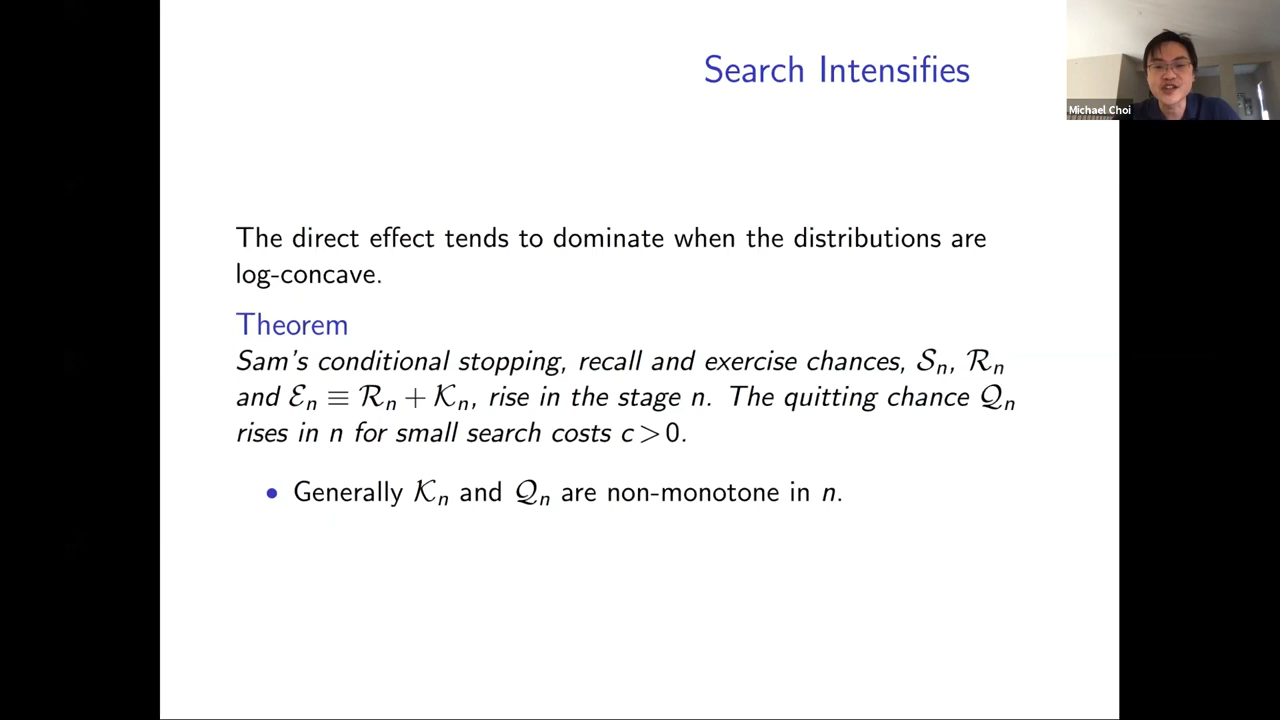 Search Intensifies
Michael Choi
The direct effect tends to dominate when the distributions are
log-concave.
Theorem
Sam's conditional stopping, recall and exercise chances, 𝒮ₙ, ℛₙ
and ℰₙ ≡ ℛₙ + 𝒦ₙ, rise in the stage n. The quitting chance 𝒬ₙ
rises in n for small search costs c > 0.
• Generally 𝒦ₙ and 𝒬ₙ are non-monotone in n.